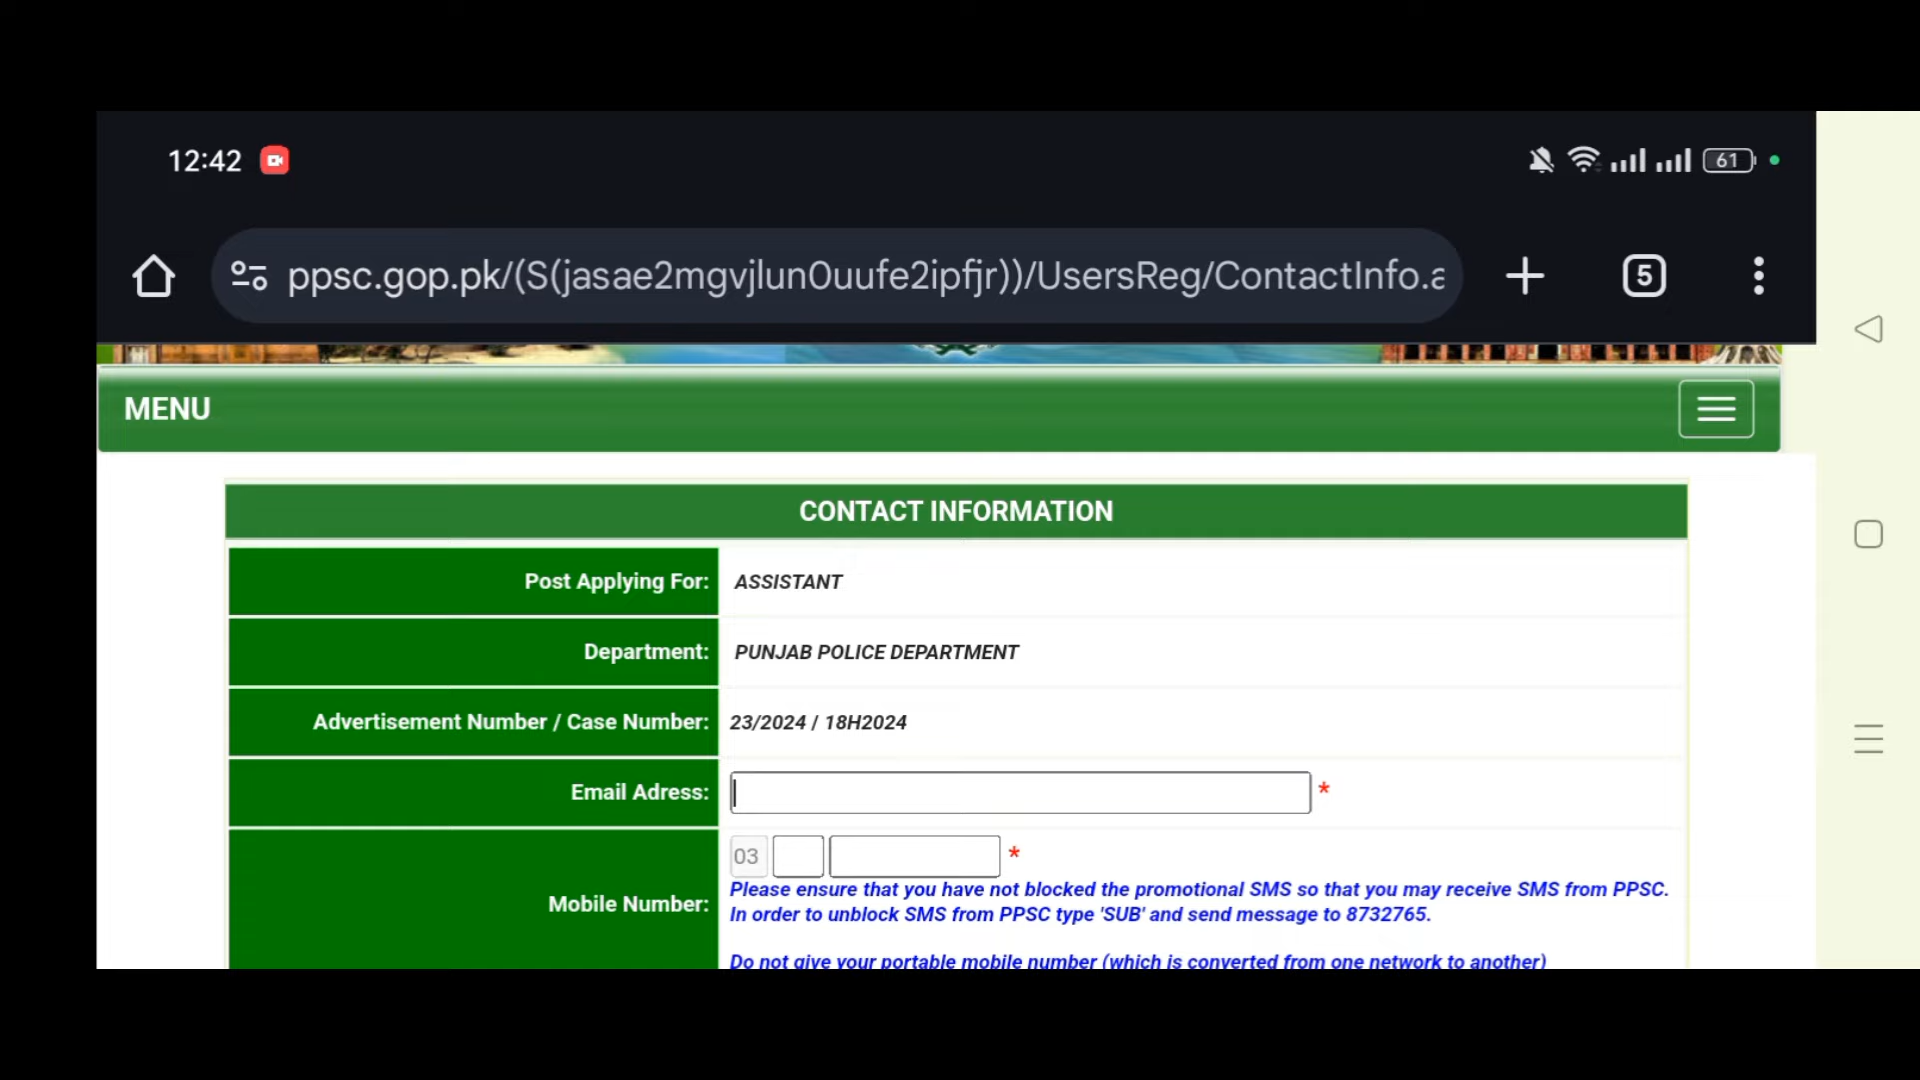 12:42
61
ppsc.gop.pk/(S(jasae2mgvjlun0uufe2ipfjr))/UsersReg/ContactInfo.a
5
MENU
CONTACT INFORMATION
Post Applying For: ASSISTANT
Department: PUNJAB POLICE DEPARTMENT
Advertisement Number / Case Number: 23/2024 / 18H2024
Email Adress: *
03 *
Mobile Number:
Please ensure that you have not blocked the promotional SMS so that you may receive SMS from PPSC.
In order to unblock SMS from PPSC type 'SUB' and send message to 8732765.
Do not give your portable mobile number (which is converted from one network to another)